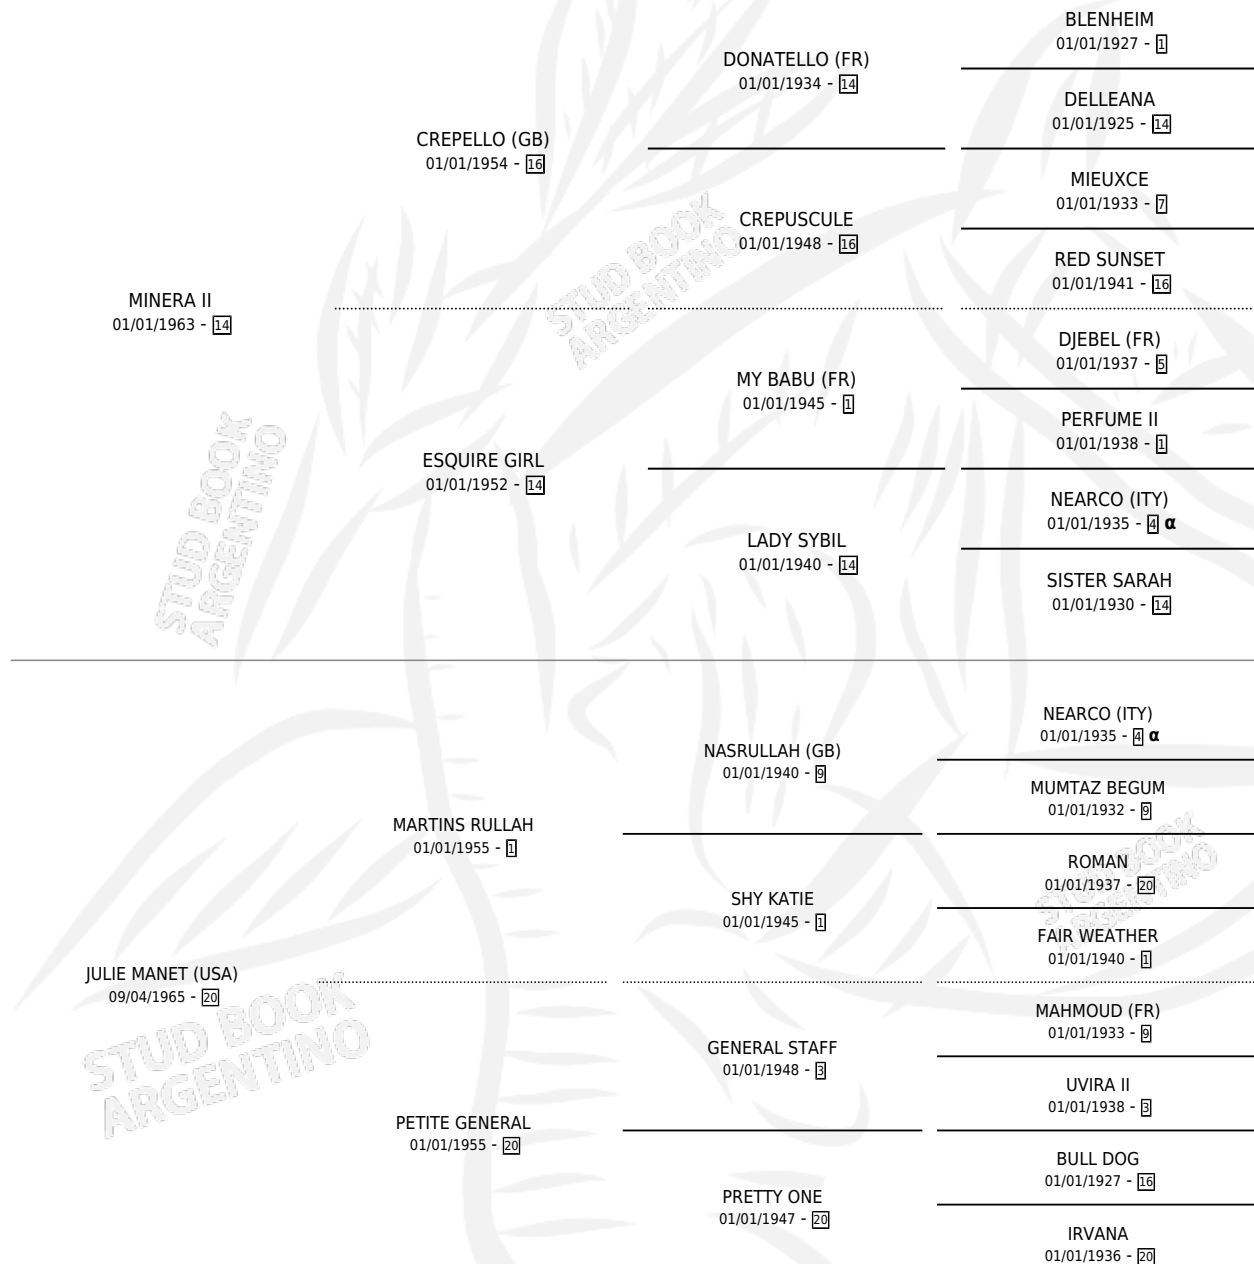 BLENHEIM
01/01/1927 - 1
DONATELLO (FR)
01/01/1934 - 14
DELLEANA
01/01/1925 - 14
CREPELLO (GB)
01/01/1954 - 16
MIEUXCE
01/01/1933 - 7
CREPUSCULE
01/01/1948 - 16
RED SUNSET
01/01/1941 - 16
MINERA II
01/01/1963 - 14
STUD BOOK
ARGENTINO
DJEBEL (FR)
01/01/1937 - 5
MY BABU (FR)
01/01/1945 - 1
PERFUME II
01/01/1938 - 1
ESQUIRE GIRL
01/01/1952 - 14
NEARCO (ITY)
01/01/1935 - 4 α
LADY SYBIL
01/01/1940 - 14
SISTER SARAH
01/01/1930 - 14
STUD BOOK
ARGENTINO
NEARCO (ITY)
01/01/1935 - 4 α
NASRULLAH (GB)
01/01/1940 - 9
MUMTAZ BEGUM
01/01/1932 - 9
MARTINS RULLAH
01/01/1955 - 1
ROMAN
01/01/1937 - 20
SHY KATIE
01/01/1945 - 1
FAIR WEATHER
01/01/1940 - 1
STUD BOOK
ARGENTINO
JULIE MANET (USA)
09/04/1965 - 20
MAHMOUD (FR)
01/01/1933 - 9
GENERAL STAFF
01/01/1948 - 3
UVIRA II
01/01/1938 - 3
STUD BOOK
ARGENTINO
PETITE GENERAL
01/01/1955 - 20
BULL DOG
01/01/1927 - 16
PRETTY ONE
01/01/1947 - 20
IRVANA
01/01/1936 - 20